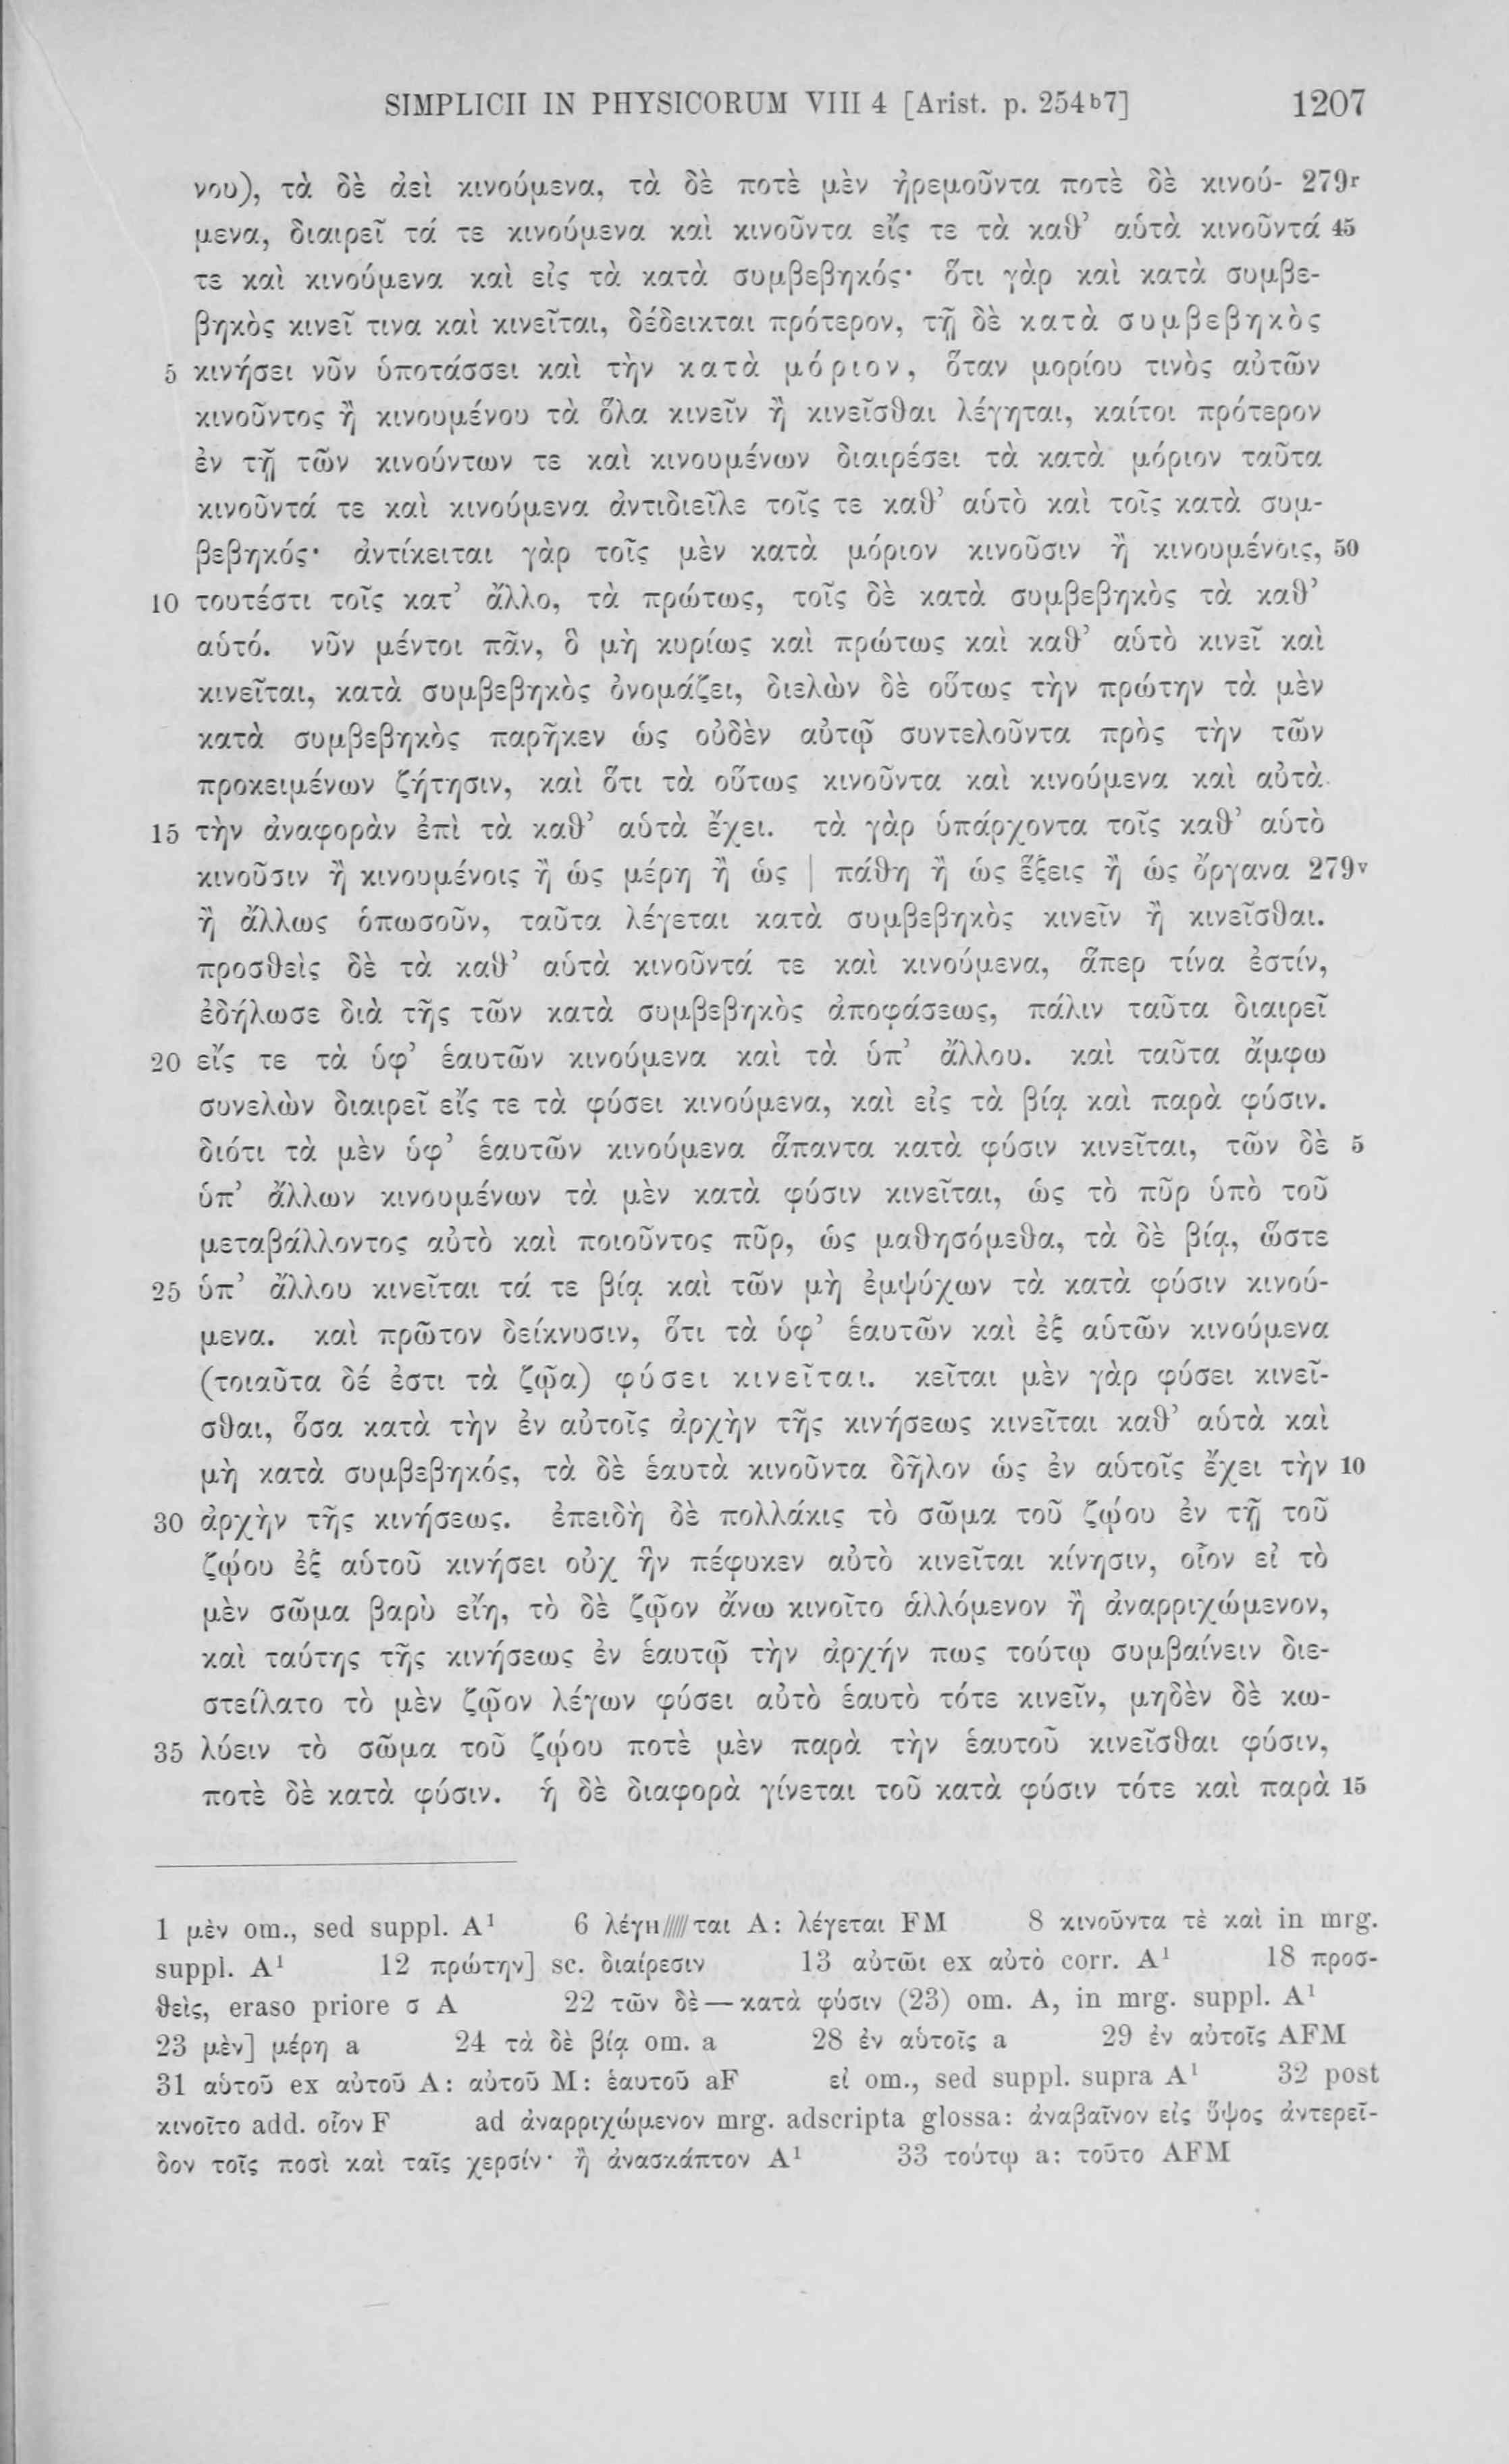 SIMPLICII IN PHYSICORUM VIII 4 [Arist. p. 254b7] 1207
νου), τὰ δὲ ἀεὶ κινούμενα, τὰ δὲ ποτὲ μὲν ἠρεμοῦντα ποτὲ δὲ κινού- 279r
μενα, διαιρεῖ τά τε κινούμενα καὶ κινοῦντα εἴς τε τὰ καθ’ αὑτὰ κινοῦντά 45
τε καὶ κινούμενα καὶ εἰς τὰ κατὰ συμβεβηκός· ὅτι γὰρ καὶ κατὰ συμβε-
βηκὸς κινεῖ τινα καὶ κινεῖται, δέδεικται πρότερον, τῇ δὲ κατὰ συμβεβηκὸς
5 κινήσει νῦν ὑποτάσσει καὶ τὴν κατὰ μόριον, ὅταν μορίου τινὸς αὐτῶν
κινοῦντος ἢ κινουμένου τὰ ὅλα κινεῖν ἢ κινεῖσθαι λέγηται, καίτοι πρότερον
ἐν τῇ τῶν κινούντων τε καὶ κινουμένων διαιρέσει τὰ κατὰ μόριον ταῦτα
κινοῦντά τε καὶ κινούμενα ἀντιδιεῖλε τοῖς τε καθ’ αὑτὸ καὶ τοῖς κατὰ συμ-
βεβηκός· ἀντίκειται γὰρ τοῖς μὲν κατὰ μόριον κινοῦσιν ἢ κινουμένοις, 50
10 τουτέστι τοῖς κατ’ ἄλλο, τὰ πρώτως, τοῖς δὲ κατὰ συμβεβηκὸς τὰ καθ’
αὑτό. νῦν μέντοι πᾶν, ὃ μὴ κυρίως καὶ πρώτως καὶ καθ’ αὑτὸ κινεῖ καὶ
κινεῖται, κατὰ συμβεβηκὸς ὀνομάζει, διελὼν δὲ οὕτως τὴν πρώτην τὰ μὲν
κατὰ συμβεβηκὸς παρῆκεν ὡς οὐδὲν αὐτῷ συντελοῦντα πρὸς τὴν τῶν
προκειμένων ζήτησιν, καὶ ὅτι τὰ οὕτως κινοῦντα καὶ κινούμενα καὶ αὐτὰ
15 τὴν ἀναφορὰν ἐπὶ τὰ καθ’ αὑτὰ ἔχει. τὰ γὰρ ὑπάρχοντα τοῖς καθ’ αὑτὸ
κινοῦσιν ἢ κινουμένοις ἢ ὡς μέρη ἢ ὡς | πάθη ἢ ὡς ἕξεις ἢ ὡς ὄργανα 279v
ἢ ἄλλως ὁπωσοῦν, ταῦτα λέγεται κατὰ συμβεβηκὸς κινεῖν ἢ κινεῖσθαι.
προσθεὶς δὲ τὰ καθ’ αὑτὰ κινοῦντά τε καὶ κινούμενα, ἅπερ τίνα ἐστίν,
ἐδήλωσε διὰ τῆς τῶν κατὰ συμβεβηκὸς ἀποφάσεως, πάλιν ταῦτα διαιρεῖ
20 εἴς τε τὰ ὑφ’ ἑαυτῶν κινούμενα καὶ τὰ ὑπ’ ἄλλου. καὶ ταῦτα ἄμφω
συνελὼν διαιρεῖ εἴς τε τὰ φύσει κινούμενα, καὶ εἰς τὰ βίᾳ καὶ παρὰ φύσιν.
διότι τὰ μὲν ὑφ’ ἑαυτῶν κινούμενα ἅπαντα κατὰ φύσιν κινεῖται, τῶν δὲ 5
ὑπ’ ἄλλων κινουμένων τὰ μὲν κατὰ φύσιν κινεῖται, ὡς τὸ πῦρ ὑπὸ τοῦ
μεταβάλλοντος αὐτὸ καὶ ποιοῦντος πῦρ, ὡς μαθησόμεθα, τὰ δὲ βίᾳ, ὥστε
25 ὑπ’ ἄλλου κινεῖται τά τε βίᾳ καὶ τῶν μὴ ἐμψύχων τὰ κατὰ φύσιν κινού-
μενα. καὶ πρῶτον δείκνυσιν, ὅτι τὰ ὑφ’ ἑαυτῶν καὶ ἐξ αὑτῶν κινούμενα
(τοιαῦτα δέ ἐστι τὰ ζῷα) φύσει κινεῖται. κεῖται μὲν γὰρ φύσει κινεῖ-
σθαι, ὅσα κατὰ τὴν ἐν αὐτοῖς ἀρχὴν τῆς κινήσεως κινεῖται καθ’ αὑτὰ καὶ
μὴ κατὰ συμβεβηκός, τὰ δὲ ἑαυτὰ κινοῦντα δῆλον ὡς ἐν αὑτοῖς ἔχει τὴν 10
30 ἀρχὴν τῆς κινήσεως. ἐπειδὴ δὲ πολλάκις τὸ σῶμα τοῦ ζῴου ἐν τῇ τοῦ
ζῴου ἐξ αὑτοῦ κινήσει οὐχ ἣν πέφυκεν αὐτὸ κινεῖται κίνησιν, οἷον εἰ τὸ
μὲν σῶμα βαρὺ εἴη, τὸ δὲ ζῷον ἄνω κινοῖτο ἁλλόμενον ἢ ἀναρριχώμενον,
καὶ ταύτης τῆς κινήσεως ἐν ἑαυτῷ τὴν ἀρχήν πως τούτῳ συμβαίνειν διε-
στείλατο τὸ μὲν ζῷον λέγων φύσει αὐτὸ ἑαυτὸ τότε κινεῖν, μηδὲν δὲ κω-
35 λύειν τὸ σῶμα τοῦ ζῴου ποτὲ μὲν παρὰ τὴν ἑαυτοῦ κινεῖσθαι φύσιν,
ποτὲ δὲ κατὰ φύσιν. ἡ δὲ διαφορὰ γίνεται τοῦ κατὰ φύσιν τότε καὶ παρὰ 15
1 μὲν om., sed suppl. A¹ 6 λέγη/////ται A: λέγεται FM 8 κινοῦντα τὲ καὶ in mrg.
suppl. A¹ 12 πρώτην] sc. διαίρεσιν 13 αὐτῶι ex αὐτὸ corr. A¹ 18 προσ-
θεὶς, eraso priore σ A 22 τῶν δὲ — κατὰ φύσιν (23) om. A, in mrg. suppl. A¹
23 μὲν] μέρη a 24 τὰ δὲ βίᾳ om. a 28 ἐν αὑτοῖς a 29 ἐν αὐτοῖς AFM
31 αὑτοῦ ex αὐτοῦ A: αὐτοῦ M: ἑαυτοῦ aF εἰ om., sed suppl. supra A¹ 32 post
κινοῖτο add. οἷον F ad ἀναρριχώμενον mrg. adscripta glossa: ἀναβαῖνον εἰς ὕψος ἀντερεῖ-
δον τοῖς ποσὶ καὶ ταῖς χερσίν· ἢ ἀνασκάπτον A¹ 33 τούτῳ a: τοῦτο AFM